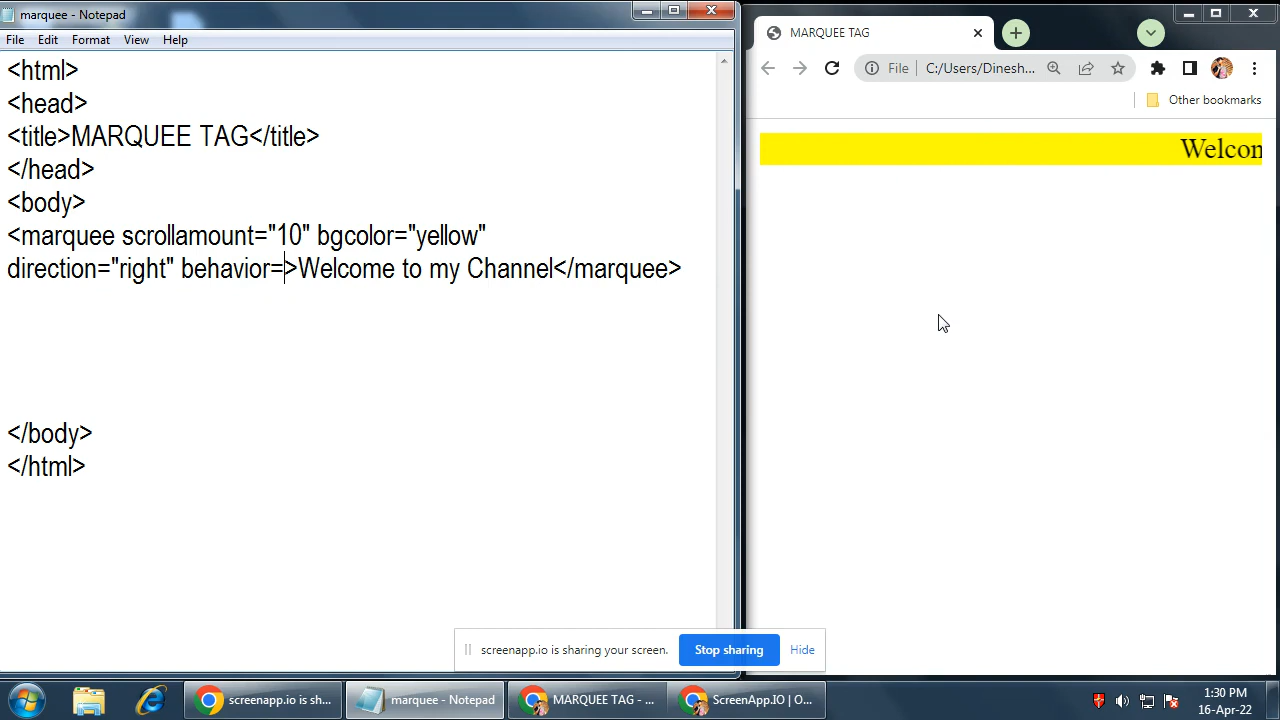 marquee - Notepad
File Edit Format View Help
<html>
<head>
<title>MARQUEE TAG</title>
</head>
<body>
<marquee scrollamount="10" bgcolor="yellow"
direction="right" behavior=>Welcome to my Channel</marquee>
</body>
</html>
MARQUEE TAG
File C:/Users/Dinesh...
Other bookmarks
Welcom
screenapp.io is sharing your screen. Stop sharing Hide
screenapp.io is sh... marquee - Notepad MARQUEE TAG - ... ScreenApp.IO | O...
1:30 PM
16-Apr-22